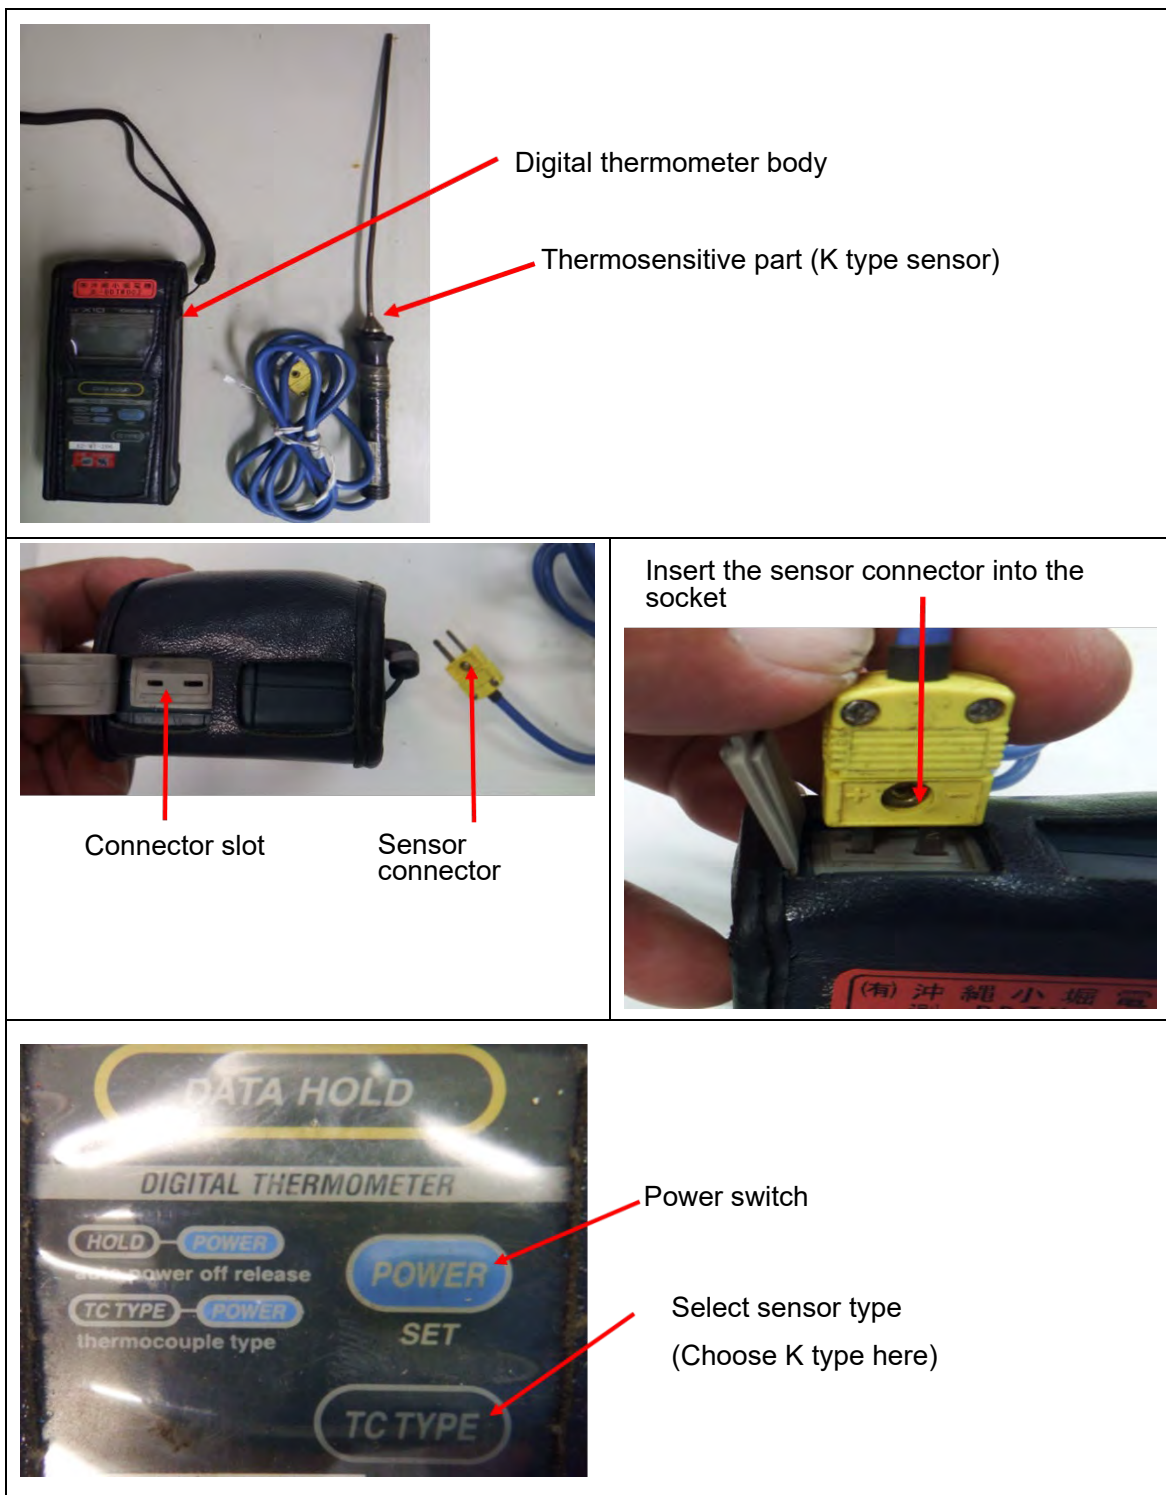 Digital thermometer body
Thermosensitive part (K type sensor)
Connector slot
Sensor
connector
Insert the sensor connector into the
socket
+ -
(有)沖縄小堀電
DATA HOLD
DIGITAL THERMOMETER
HOLD POWER
auto power off release
TC TYPE POWER
thermocouple type
POWER
SET
TC TYPE
Power switch
Select sensor type
(Choose K type here)